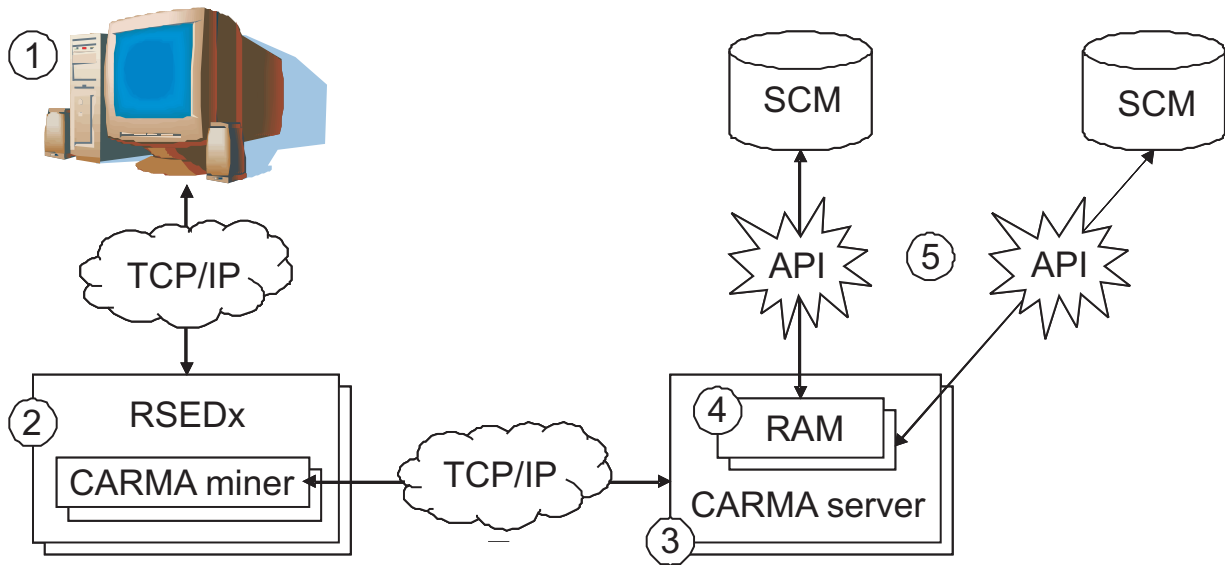 1
SCM
SCM
TCP/IP
API
5
API
2
RSEDx
CARMA miner
TCP/IP
4
RAM
CARMA server
3